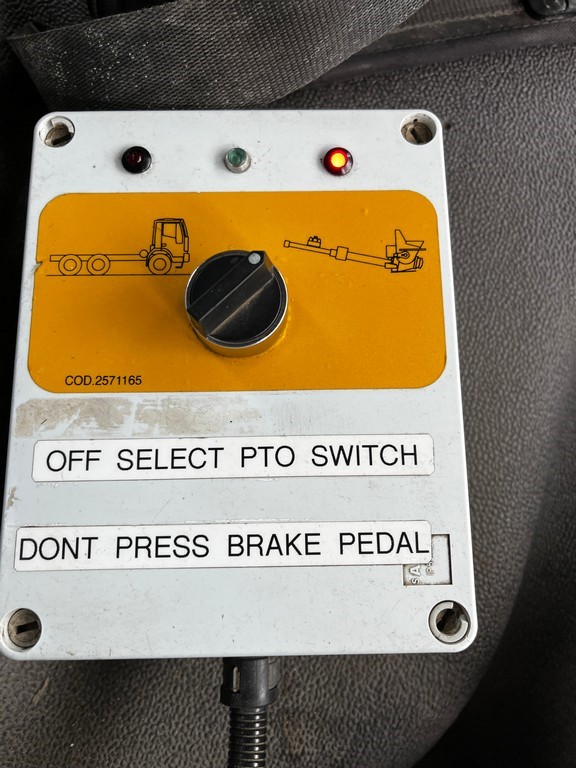 COD.2571165
OFF SELECT PTO SWITCH
DONT PRESS BRAKE PEDAL